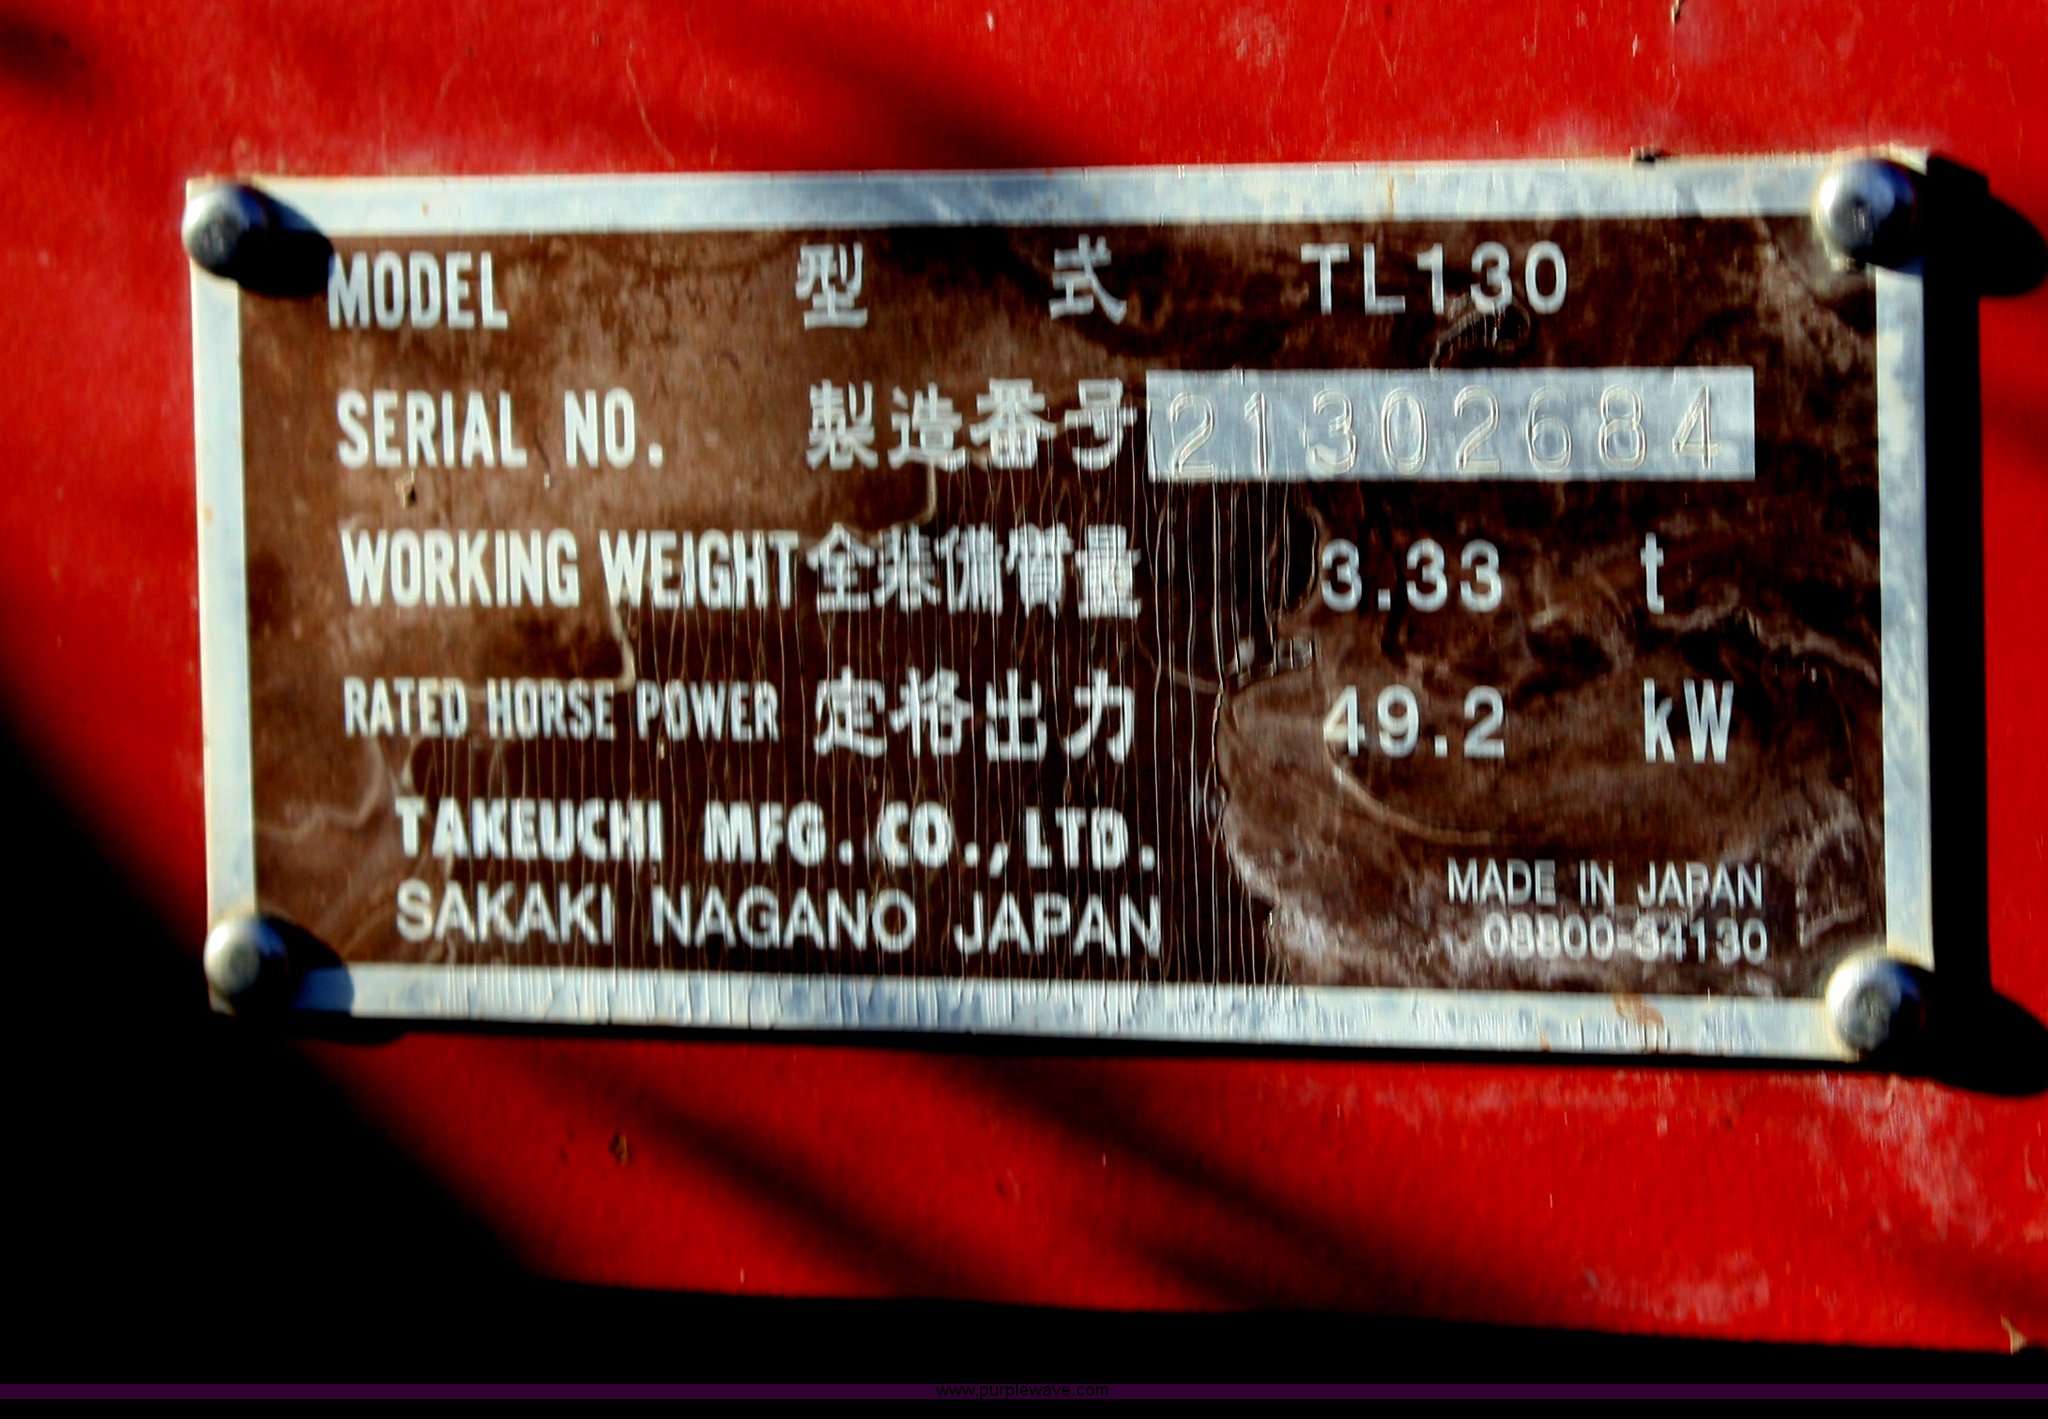 MODEL 型式 TL130
SERIAL NO. 製造番号 21302684
WORKING WEIGHT 全装備質量 3.33 t
RATED HORSE POWER 定格出力 49.2 kW
TAKEUCHI MFG.CO.,LTD.
SAKAKI NAGANO JAPAN
MADE IN JAPAN
08800-34130
www.purplewave.com